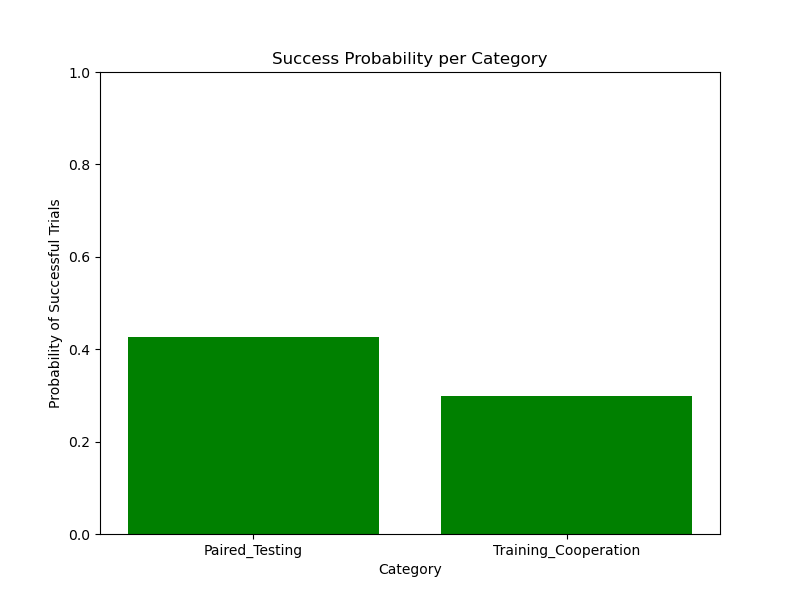 Success Probability per Category
Probability of Successful Trials
1.0
0.8
0.6
0.4
0.2
0.0
Paired_Testing
Training_Cooperation
Category